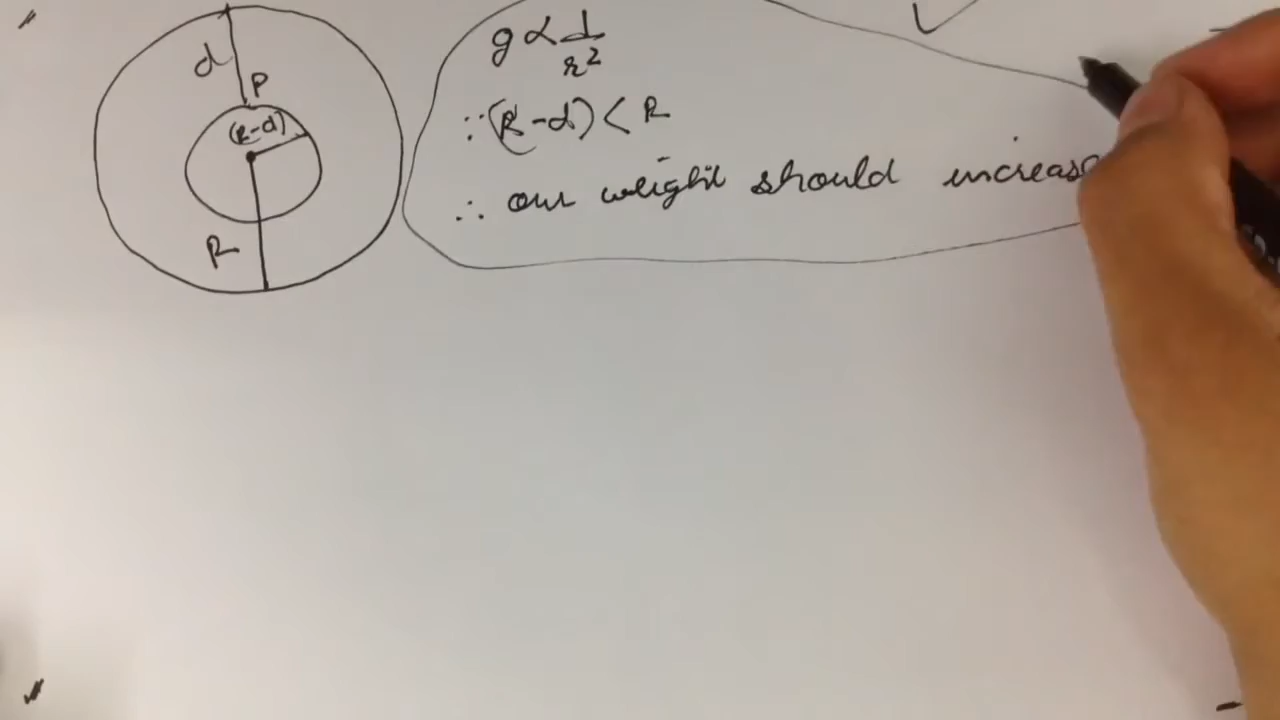 d
P
(R-d)
R
g ∝ 1/r²
∵ (R-d) < R
∴ our weight should increase